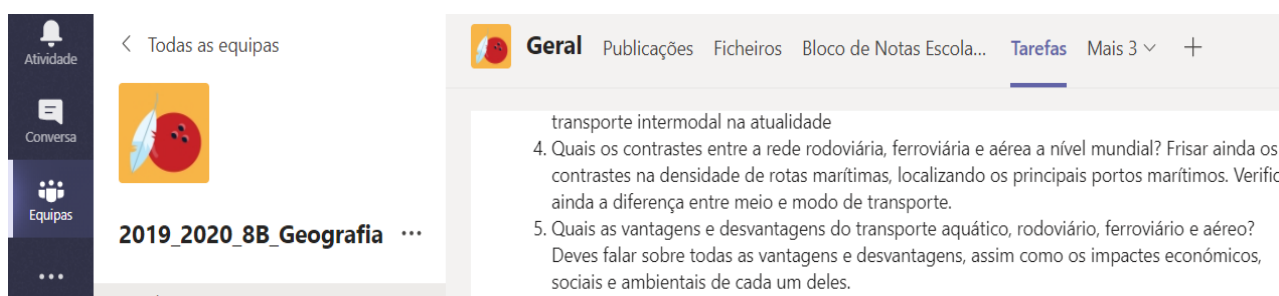 Atividade
Conversa
Equipas
Todas as equipas
2019_2020_8B_Geografia ...
Geral Publicações Ficheiros Bloco de Notas Escola... Tarefas Mais 3
transporte intermodal na atualidade
4. Quais os contrastes entre a rede rodoviária, ferroviária e aérea a nível mundial? Frisar ainda os
contrastes na densidade de rotas marítimas, localizando os principais portos marítimos. Verific
ainda a diferença entre meio e modo de transporte.
5. Quais as vantagens e desvantagens do transporte aquático, rodoviário, ferroviário e aéreo?
Deves falar sobre todas as vantagens e desvantagens, assim como os impactes económicos,
sociais e ambientais de cada um deles.